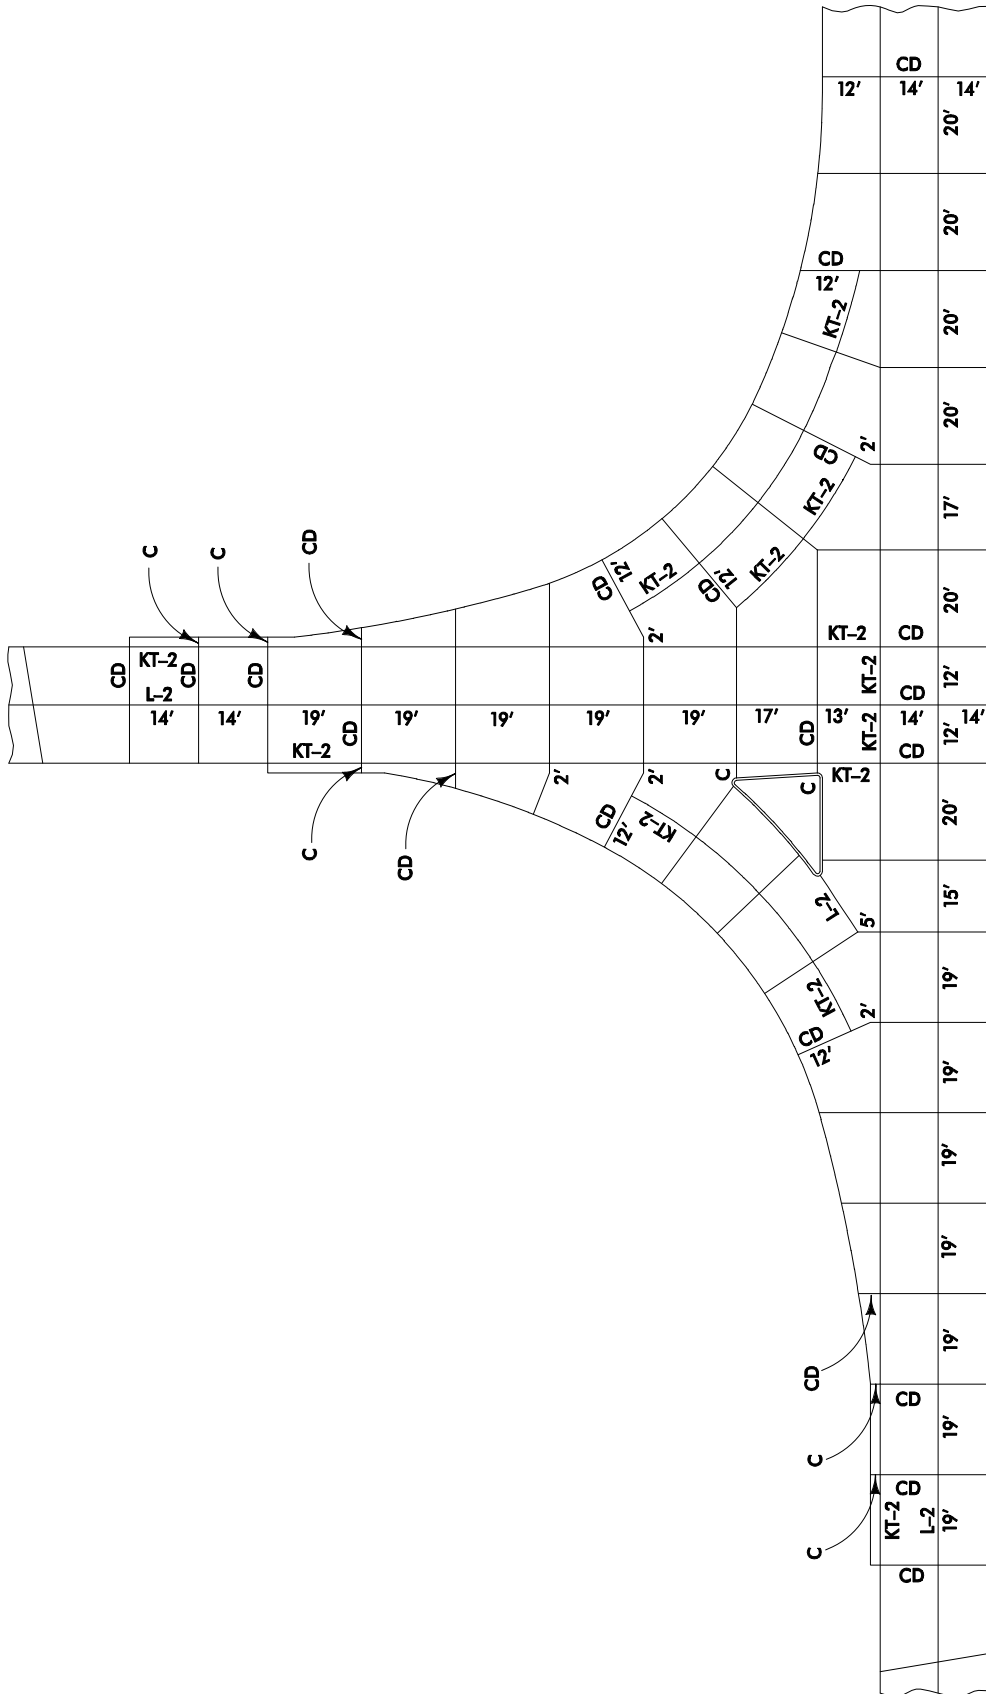 CD
12' 14' 14'
20'
20'
CD
12'
KT-2
20'
20'
2'
CD
KT-2
17'
KT-2
12'
CD
KT-2
12'
CD
2'
20'
C
C
CD
KT-2 CD
CD
KT-2
L-2
CD
CD
KT-2
12'
CD
14' 14' 19' 19' 19' 19' 19' 17' 13' 14' 14'
KT-2
CD
CD
KT-2
12'
CD
2'
2'
C
C
KT-2
C
CD
CD
12'
KT-2
20'
15'
L-2
5'
19'
KT-2
2'
CD
12'
19'
19'
19'
19'
CD
CD
19'
C
CD
KT-2
L-2
19'
C
CD